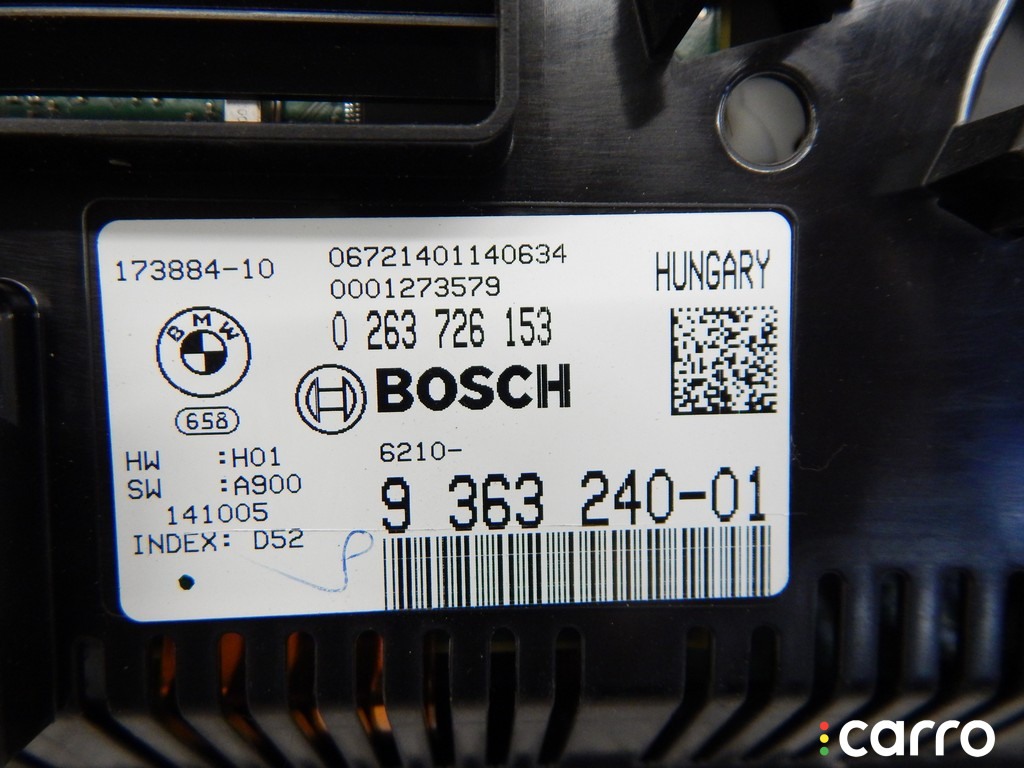 173884-10
06721401140634
0001273579
HUNGARY
0 263 726 153
BMW
BOSCH
658
6210-
HW :H01
SW :A900
9 363 240-01
141005
INDEX: D52
carro